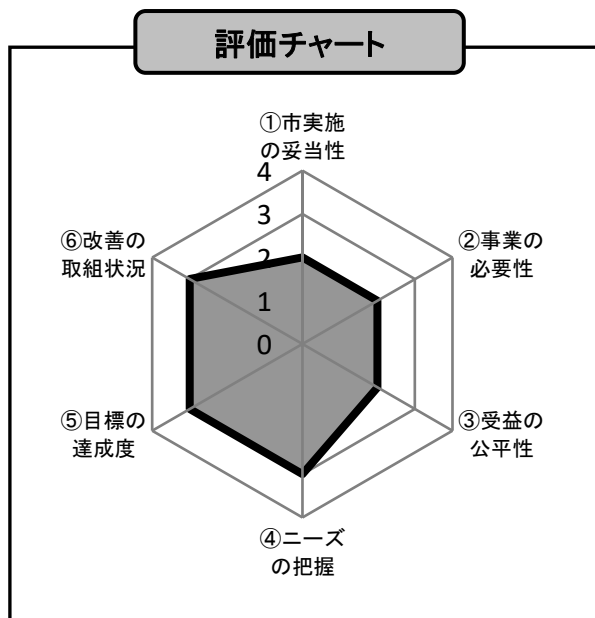 評価チャート
①市実施
の妥当性
4
3
2
1
0
②事業の
必要性
③受益の
公平性
④ニーズ
の把握
⑤目標の
達成度
⑥改善の
取組状況